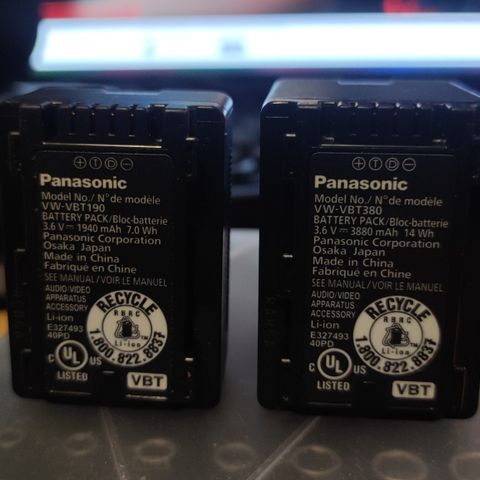 + T D -
Panasonic
Model No./ N° de modèle
VW-VBT190
BATTERY PACK/Bloc-batterie
3.6 V ⎓ 1940 mAh 7.0 Wh
Panasonic Corporation
Osaka Japan
Made in China
Fabriqué en Chine
SEE MANUAL/VOIR LE MANUEL
AUDIO/VIDEO
APPARATUS
ACCESSORY
Li-ion
E327493
40PD
RECYCLE
RBRC
Li-ion
1.800.822.8837
C UL US
LISTED
VBT
+ T D -
Panasonic
Model No./ N° de modèle
VW-VBT380
BATTERY PACK/Bloc-batterie
3.6 V ⎓ 3880 mAh 14 Wh
Panasonic Corporation
Osaka Japan
Made in China
Fabriqué en Chine
SEE MANUAL/VOIR LE MANUEL
AUDIO/VIDEO
APPARATUS
ACCESSORY
Li-ion
E327493
40PD
RECYCLE
RBRC
Li-ion
1.800.822.8837
C UL US
LISTED
VBT